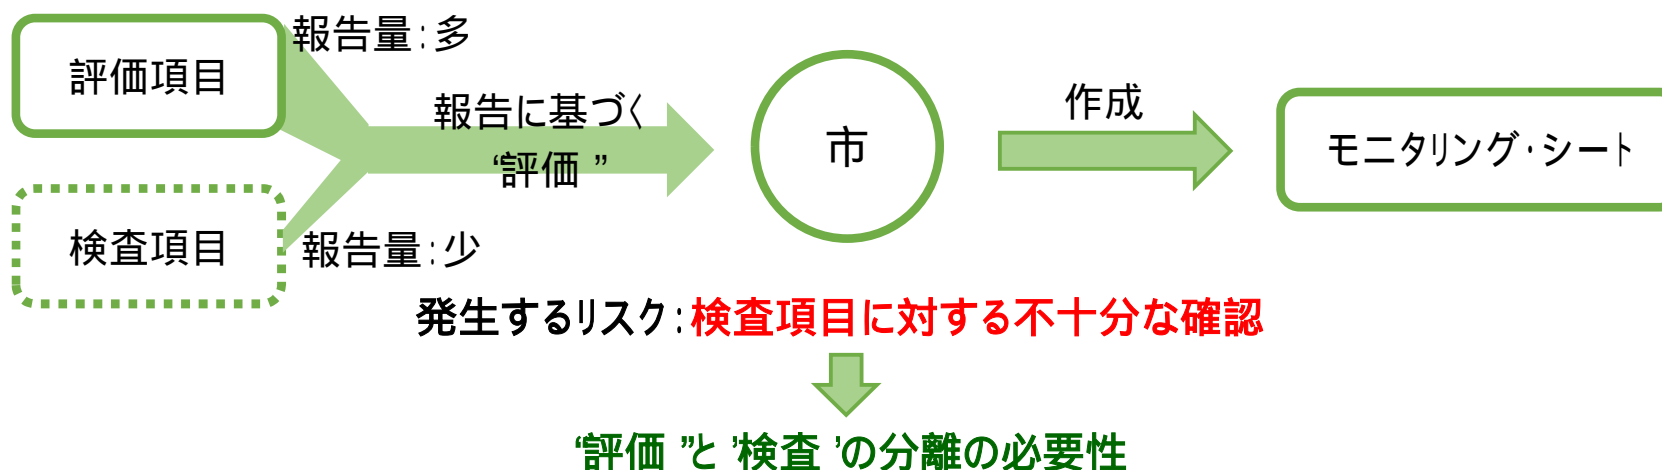 報告量:多
評価項目
報告に基づく
“評価”
市
作成
モニタリング・シート
検査項目
報告量:少
発生するリスク:検査項目に対する不十分な確認
“評価”と”検査”の分離の必要性